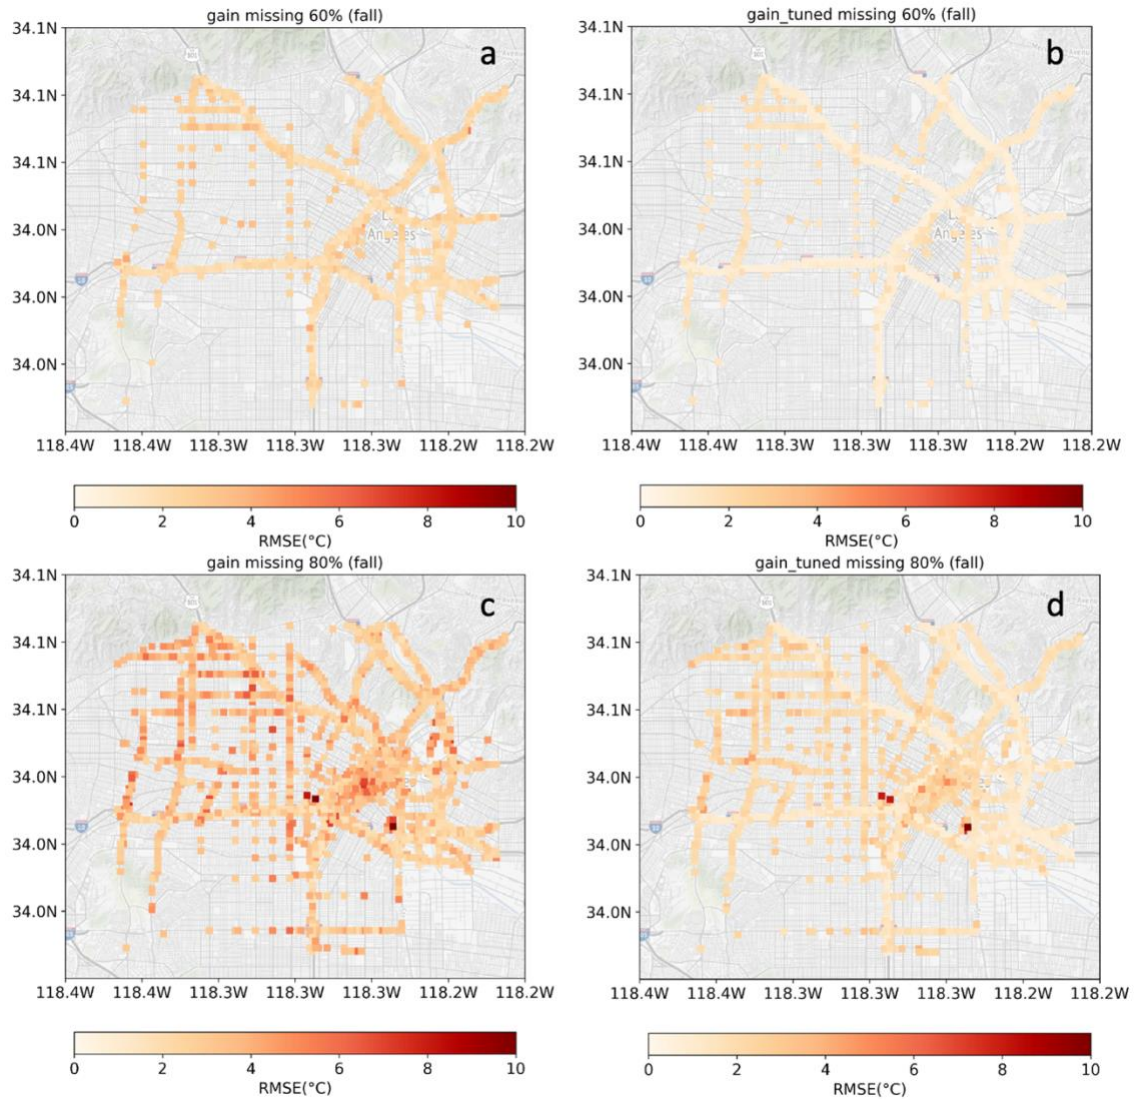 gain missing 60% (fall)
a
34.1N
34.1N
34.1N
34.0N
34.0N
34.0N
Los
Angeles
118.4W 118.4W 118.3W 118.3W 118.3W 118.2W 118.2W
0 2 4 6 8 10
RMSE(°C)
gain_tuned missing 60% (fall)
b
34.1N
34.1N
34.1N
34.0N
34.0N
34.0N
Angeles
118.4W 118.4W 118.3W 118.3W 118.3W 118.2W 118.2W
0 2 4 6 8 10
RMSE(°C)
gain missing 80% (fall)
c
34.1N
34.1N
34.1N
34.0N
34.0N
34.0N
118.4W 118.4W 118.3W 118.3W 118.3W 118.2W 118.2W
0 2 4 6 8 10
RMSE(°C)
gain_tuned missing 80% (fall)
d
34.1N
34.1N
34.1N
34.0N
34.0N
34.0N
118.4W 118.4W 118.3W 118.3W 118.3W 118.2W 118.2W
0 2 4 6 8 10
RMSE(°C)